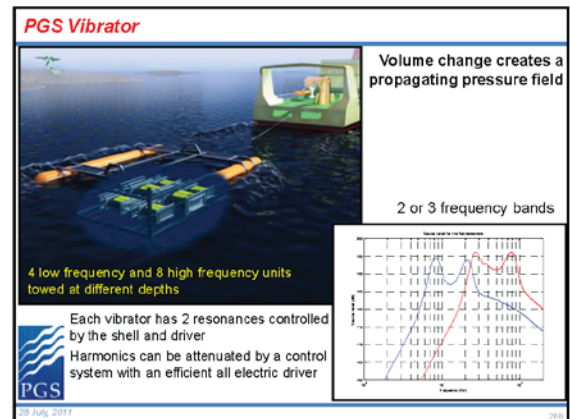 PGS Vibrator
Volume change creates a
propagating pressure field
2 or 3 frequency bands
4 low frequency and 8 high frequency units
towed at different depths
Each vibrator has 2 resonances controlled
by the shell and driver
Harmonics can be attenuated by a control
system with an efficient all electric driver
Frequency (Hz)
PGS
28 July, 2011